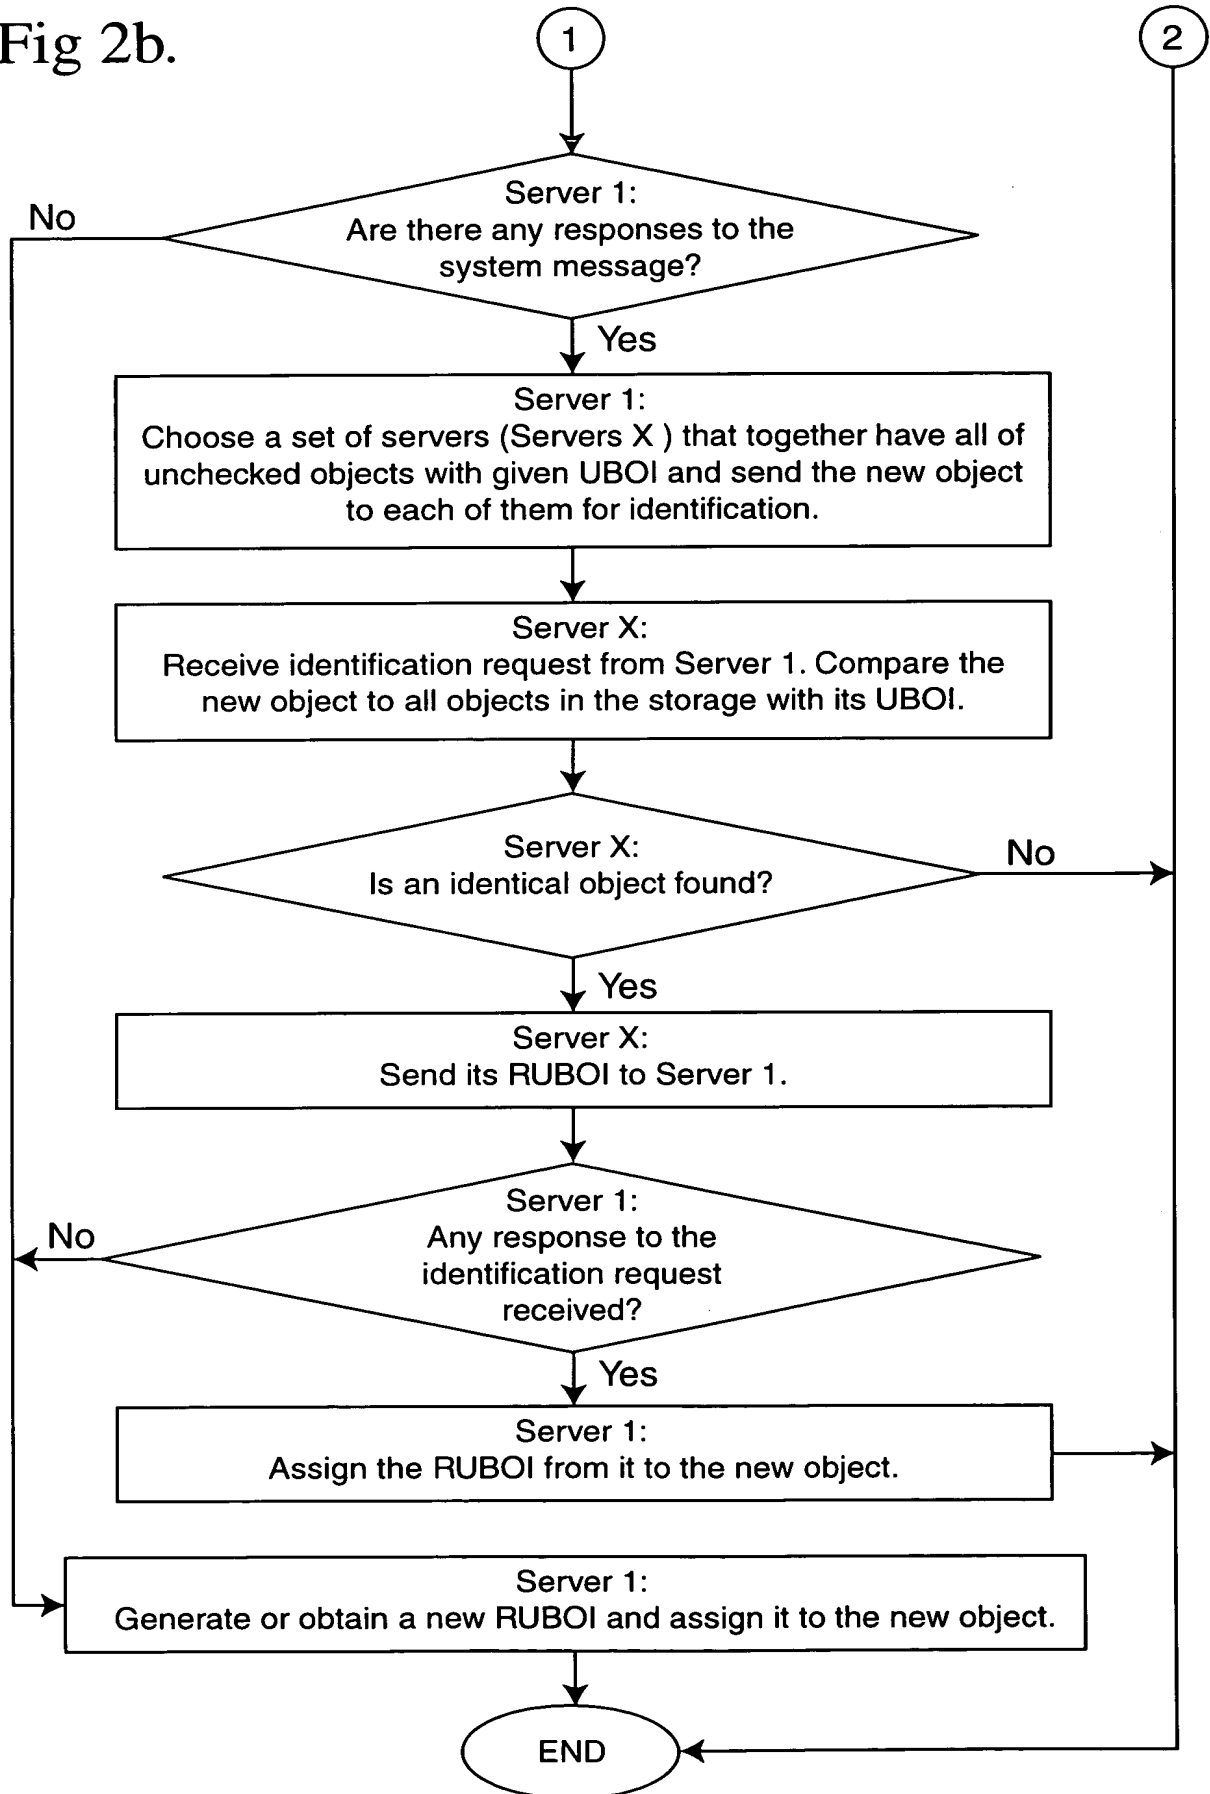 Fig 2b.
1
2
Server 1:
Are there any responses to the
system message?
No
Yes
Server 1:
Choose a set of servers (Servers X ) that together have all of
unchecked objects with given UBOI and send the new object
to each of them for identification.
Server X:
Receive identification request from Server 1. Compare the
new object to all objects in the storage with its UBOI.
Server X:
Is an identical object found?
No
Yes
Server X:
Send its RUBOI to Server 1.
Server 1:
Any response to the
identification request
received?
No
Yes
Server 1:
Assign the RUBOI from it to the new object.
Server 1:
Generate or obtain a new RUBOI and assign it to the new object.
END